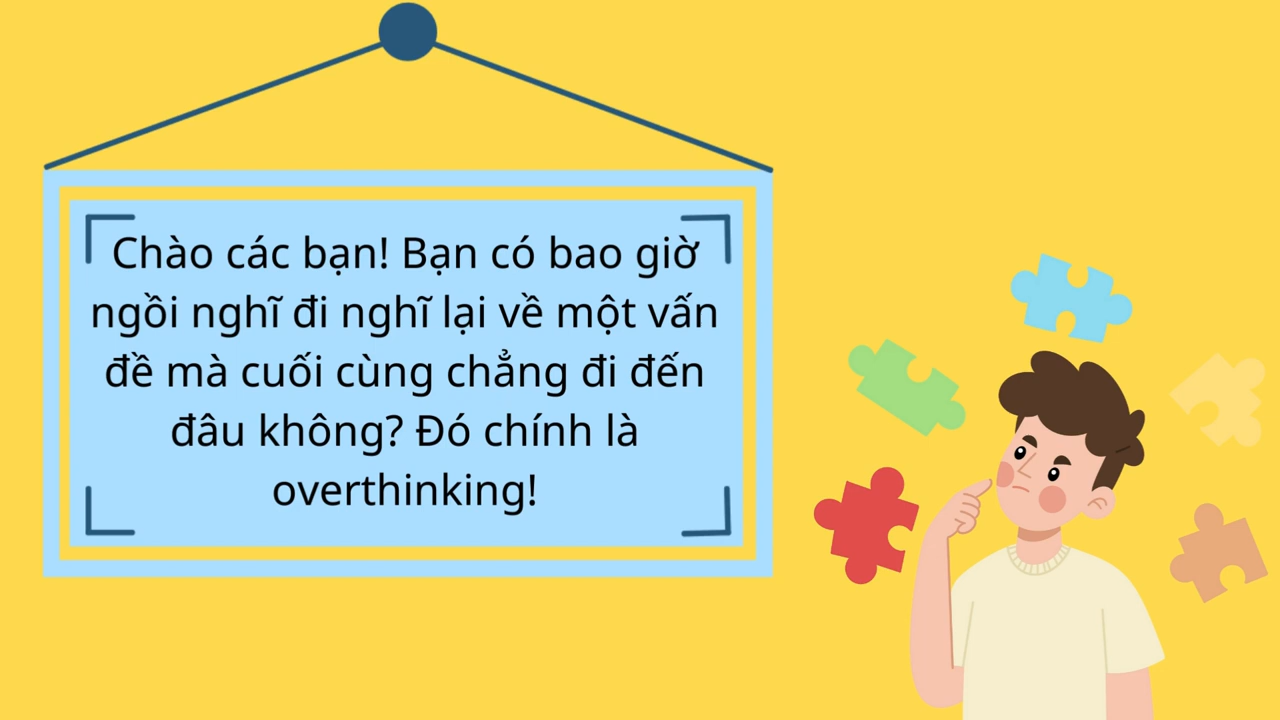 Chào các bạn! Bạn có bao giờ
ngồi nghĩ đi nghĩ lại về một vấn
đề mà cuối cùng chẳng đi đến
đâu không? Đó chính là
overthinking!